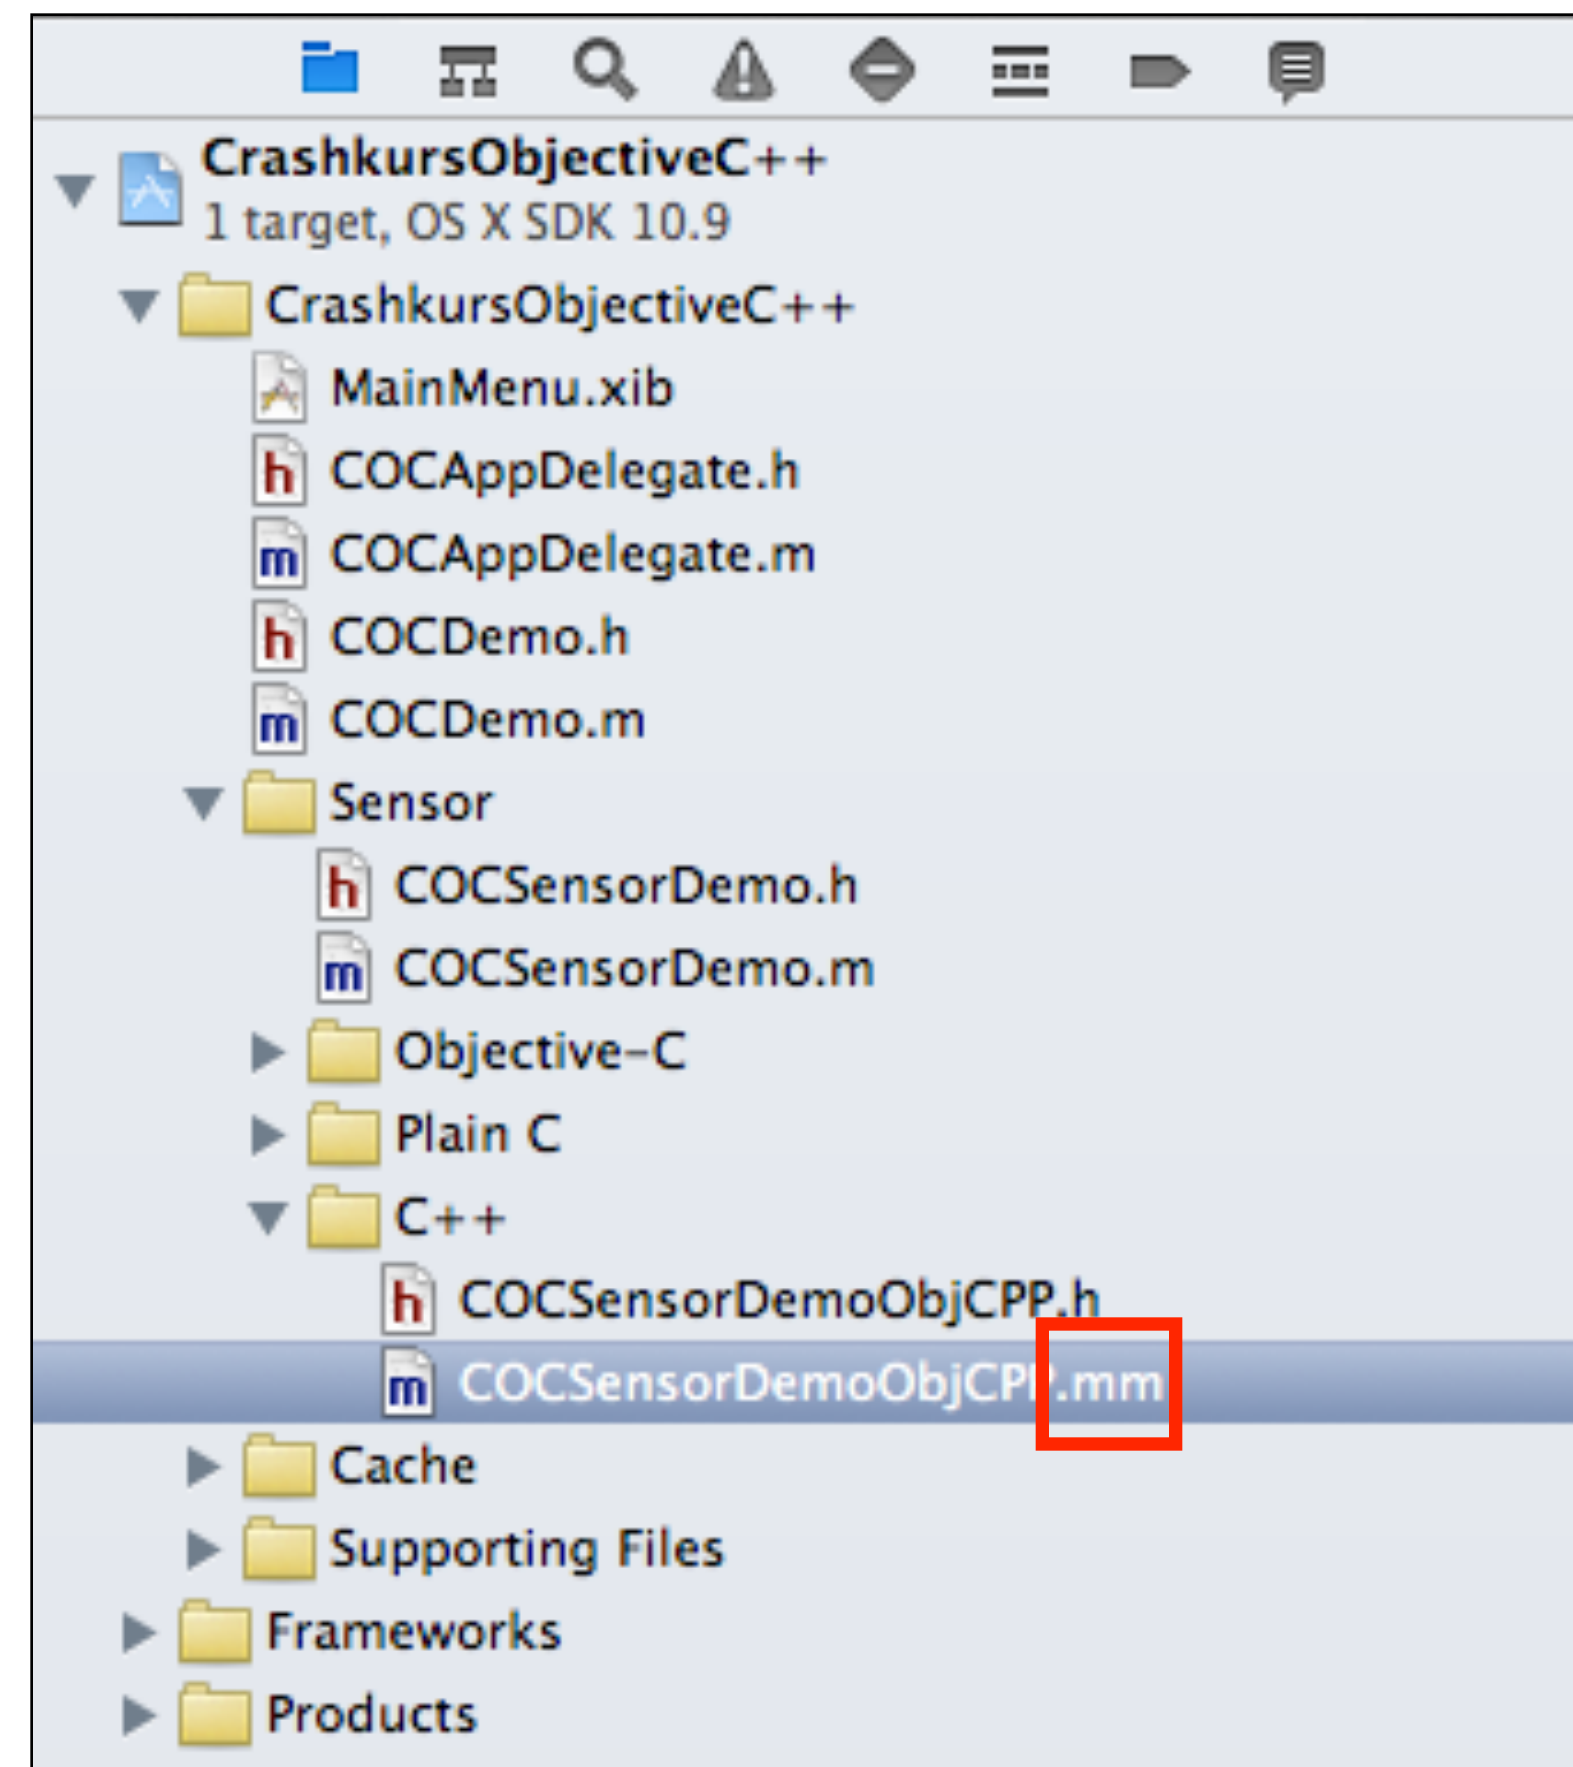 CrashkursObjectiveC++
1 target, OS X SDK 10.9
CrashkursObjectiveC++
MainMenu.xib
h COCAppDelegate.h
m COCAppDelegate.m
h COCDemo.h
m COCDemo.m
Sensor
h COCSensorDemo.h
m COCSensorDemo.m
Objective-C
Plain C
C++
h COCSensorDemoObjCPP.h
m COCSensorDemoObjCPP.mm
Cache
Supporting Files
Frameworks
Products